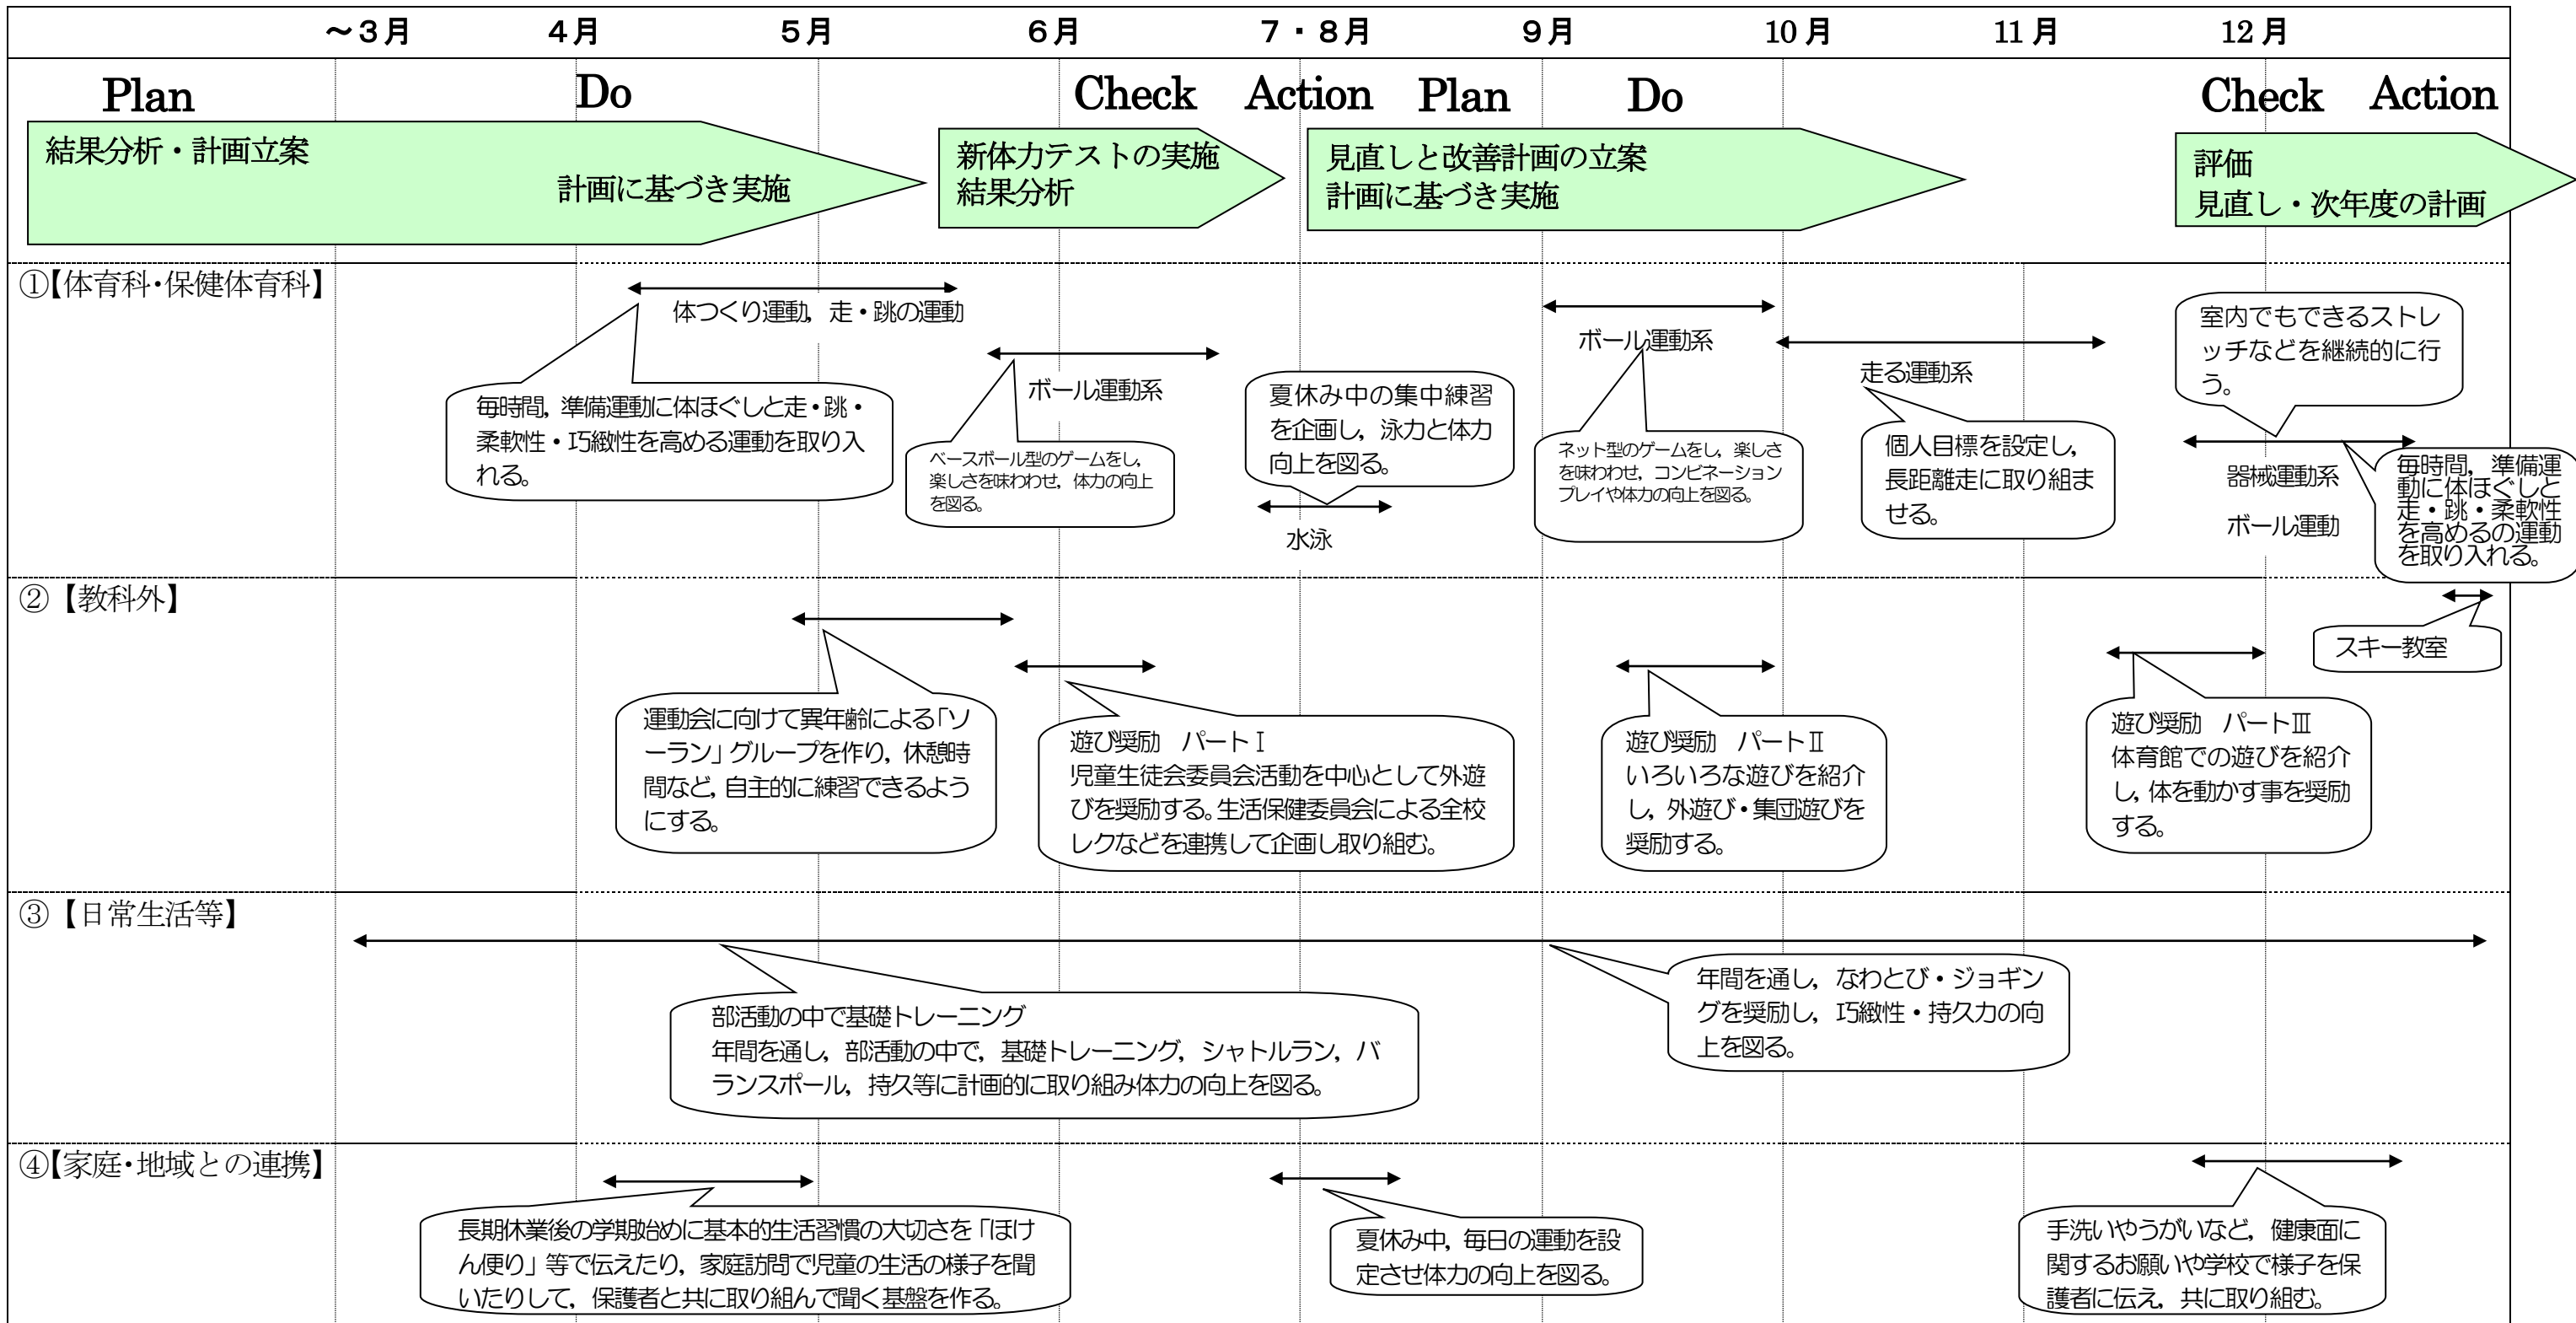 ～３月
４月
５月
６月
７・８月
９月
10 月
11 月
12 月
Plan
Do
Check
Action
Plan
Do
Check
Action
結果分析・計画立案
計画に基づき実施
新体力テストの実施
結果分析
見直しと改善計画の立案
計画に基づき実施
評価
見直し・次年度の計画
①【体育科・保健体育科】
体つくり運動，走・跳の運動
毎時間，準備運動に体ほぐしと走・跳・
柔軟性・巧緻性を高める運動を取り入
れる。
ボール運動系
ベースボール型のゲームをし，
楽しさを味わわせ，体力の向上
を図る。
夏休み中の集中練習
を企画し，泳力と体力
向上を図る。
水泳
ボール運動系
ネット型のゲームをし，楽しさ
を味わわせ，コンビネーション
プレイや体力の向上を図る。
走る運動系
個人目標を設定し，
長距離走に取り組ま
せる。
室内でもできるストレ
ッチなどを継続的に行
う。
器械運動系
ボール運動
毎時間，準備運
動に体ほぐしと
走・跳・柔軟性
を高めるの運動
を取り入れる。
②【教科外】
運動会に向けて異年齢による「ソ
ーラン」グループを作り，休憩時
間など，自主的に練習できるよう
にする。
遊び奨励　パートⅠ
児童生徒会委員会活動を中心として外遊
びを奨励する。生活保健委員会による全校
レクなどを連携して企画し取り組む。
遊び奨励　パートⅡ
いろいろな遊びを紹介
し，外遊び・集団遊びを
奨励する。
遊び奨励　パートⅢ
体育館での遊びを紹介
し，体を動かす事を奨励
する。
スキー教室
③【日常生活等】
部活動の中で基礎トレーニング
年間を通し，部活動の中で，基礎トレーニング，シャトルラン，バ
ランスポール，持久等に計画的に取り組み体力の向上を図る。
年間を通し，なわとび・ジョギン
グを奨励し，巧緻性・持久力の向
上を図る。
④【家庭・地域との連携】
長期休業後の学期始めに基本的生活習慣の大切さを「ほけ
ん便り」等で伝えたり，家庭訪問で児童の生活の様子を聞
いたりして，保護者と共に取り組んで聞く基盤を作る。
夏休み中，毎日の運動を設
定させ体力の向上を図る。
手洗いやうがいなど，健康面に
関するお願いや学校で様子を保
護者に伝え，共に取り組む。